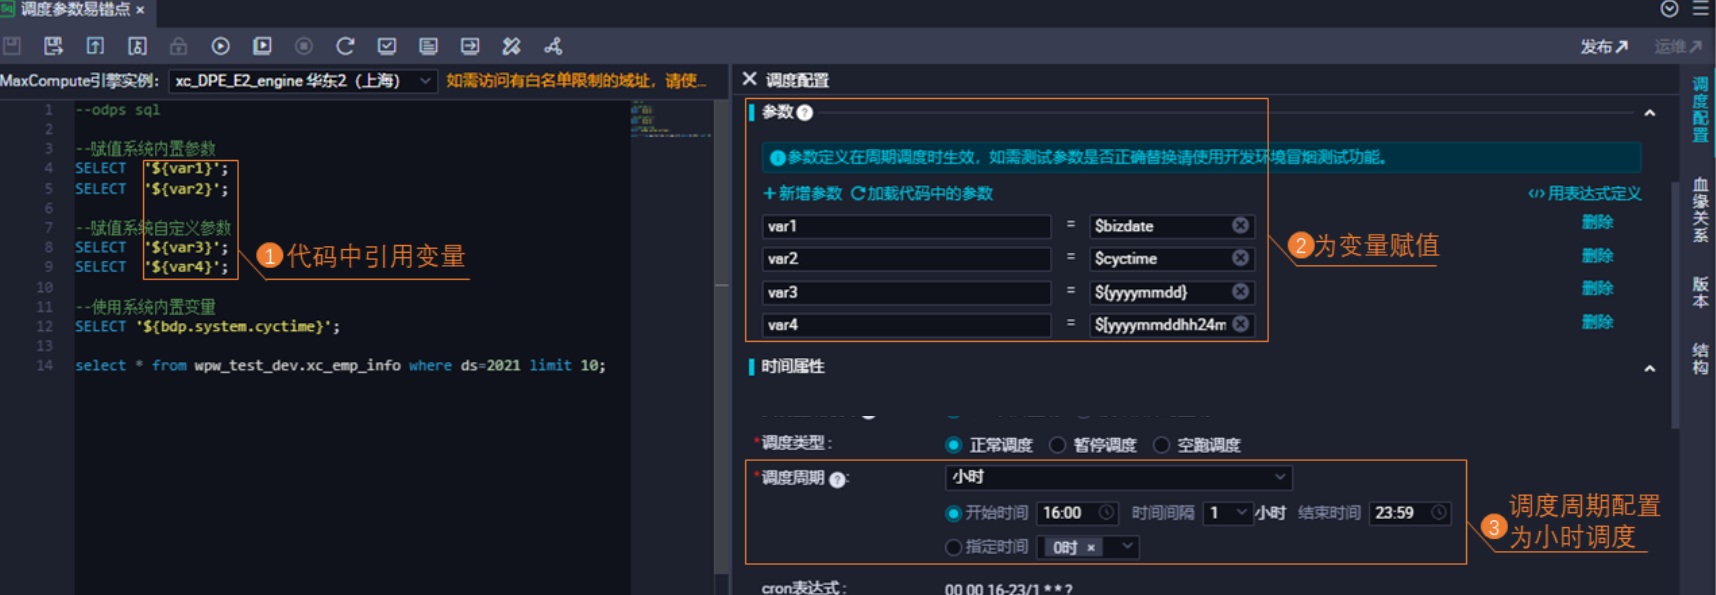 调度参数易错点 ×
发布
运维
MaxCompute引擎实例: xc_DPE_E2_engine 华东2（上海）
如需访问有白名单限制的域址，请使...
1 --odps sql
2
3 --赋值系统内置参数
4 SELECT '${var1}';
5 SELECT '${var2}';
6
7 --赋值系统自定义参数
8 SELECT '${var3}';
9 SELECT '${var4}';
10
11 --使用系统内置变量
12 SELECT '${bdp.system.cyctime}';
13
14 select * from wpw_test_dev.xc_emp_info where ds=2021 limit 10;
1 代码中引用变量
调度配置
参数
参数定义在周期调度时生效，如需测试参数是否正确替换请使用开发环境冒烟测试功能。
新增参数 加载代码中的参数
用表达式定义
var1 = $bizdate 删除
var2 = $cyctime 删除
var3 = ${yyyymmdd} 删除
var4 = $[yyyymmddhh24m 删除
2 为变量赋值
时间属性
*调度类型: 正常调度 暂停调度 空跑调度
*调度周期 : 小时
开始时间 16:00 时间间隔 1 小时 结束时间 23:59
指定时间 0时 ×
cron表达式: 00 00 16-23/1 * * ?
3 调度周期配置
为小时调度
调度配置
血缘关系
版本
结构